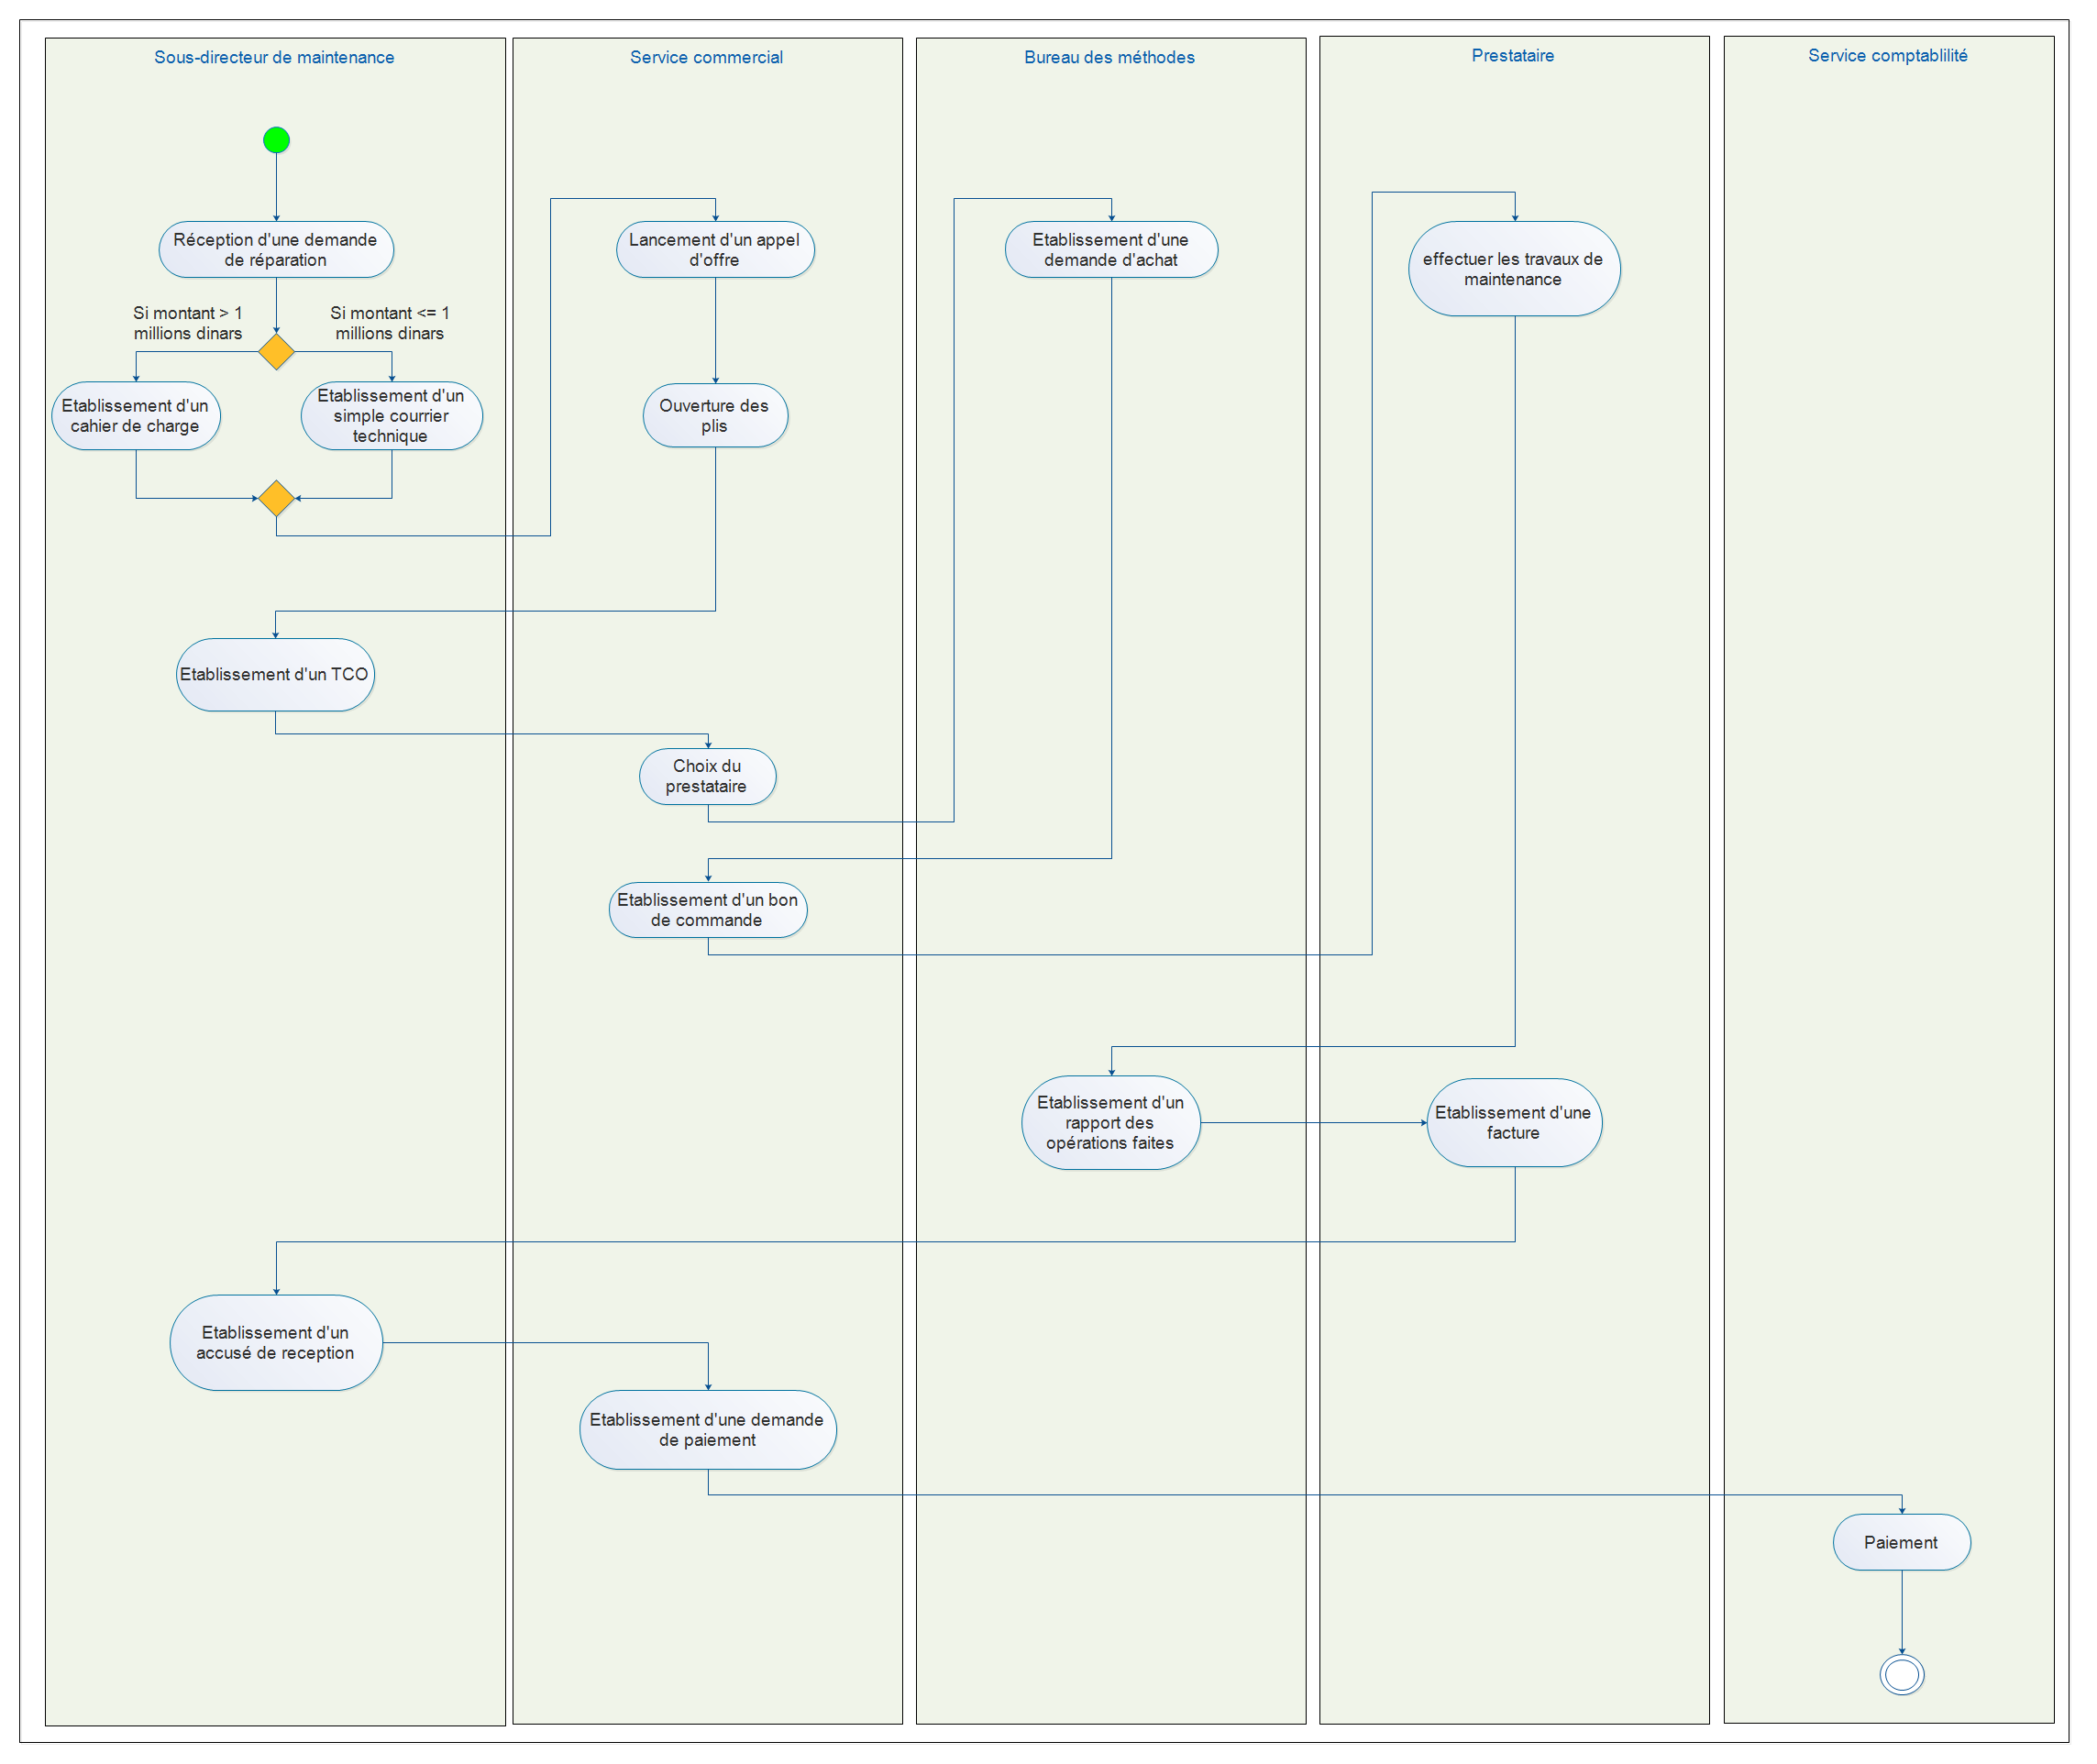 Sous-directeur de maintenance
Service commercial
Bureau des méthodes
Prestataire
Service comptablilité
Réception d'une demande
de réparation
Lancement d'un appel
d'offre
Etablissement d'une
demande d'achat
effectuer les travaux de
maintenance
Si montant > 1
millions dinars
Si montant <= 1
millions dinars
Etablissement d'un
cahier de charge
Etablissement d'un
simple courrier
technique
Ouverture des
plis
Etablissement d'un TCO
Choix du
prestataire
Etablissement d'un bon
de commande
Etablissement d'un
rapport des
opérations faites
Etablissement d'une
facture
Etablissement d'un
accusé de reception
Etablissement d'une demande
de paiement
Paiement